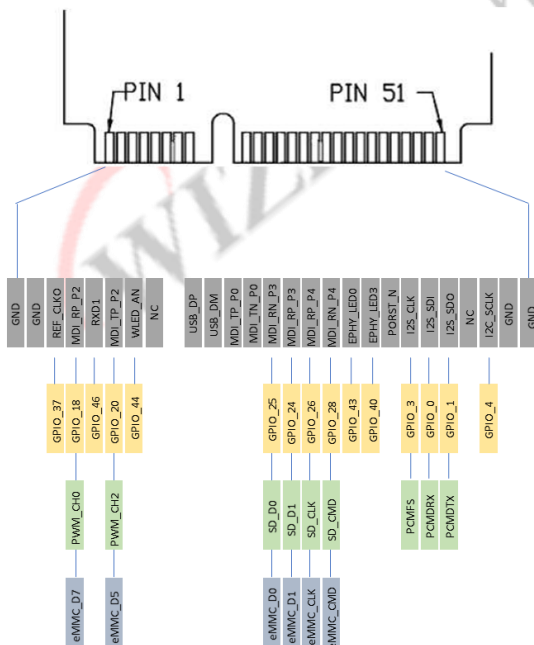 PIN 1
PIN 51
WIZ
GND
GND
REF_CLKO
MDI_RP_P2
RXD1
MDI_TP_P2
WLED_AN
NC
USB_DP
USB_DM
MDI_TP_P0
MDI_TN_P0
MDI_RN_P3
MDI_RP_P3
MDI_RP_P4
MDI_RN_P4
EPHY_LED0
EPHY_LED3
PORST_N
I2S_CLK
I2S_SDI
I2S_SDO
NC
I2C_SCLK
GND
GND
GPIO_37
GPIO_18
GPIO_46
GPIO_20
GPIO_44
GPIO_25
GPIO_24
GPIO_26
GPIO_28
GPIO_43
GPIO_40
GPIO_3
GPIO_0
GPIO_1
GPIO_4
PWM_CH0
PWM_CH2
SD_D0
SD_D1
SD_CLK
SD_CMD
PCMFS
PCMDRX
PCMDTX
eMMC_D7
eMMC_D5
eMMC_D0
eMMC_D1
eMMC_CLK
eMMC_CMD